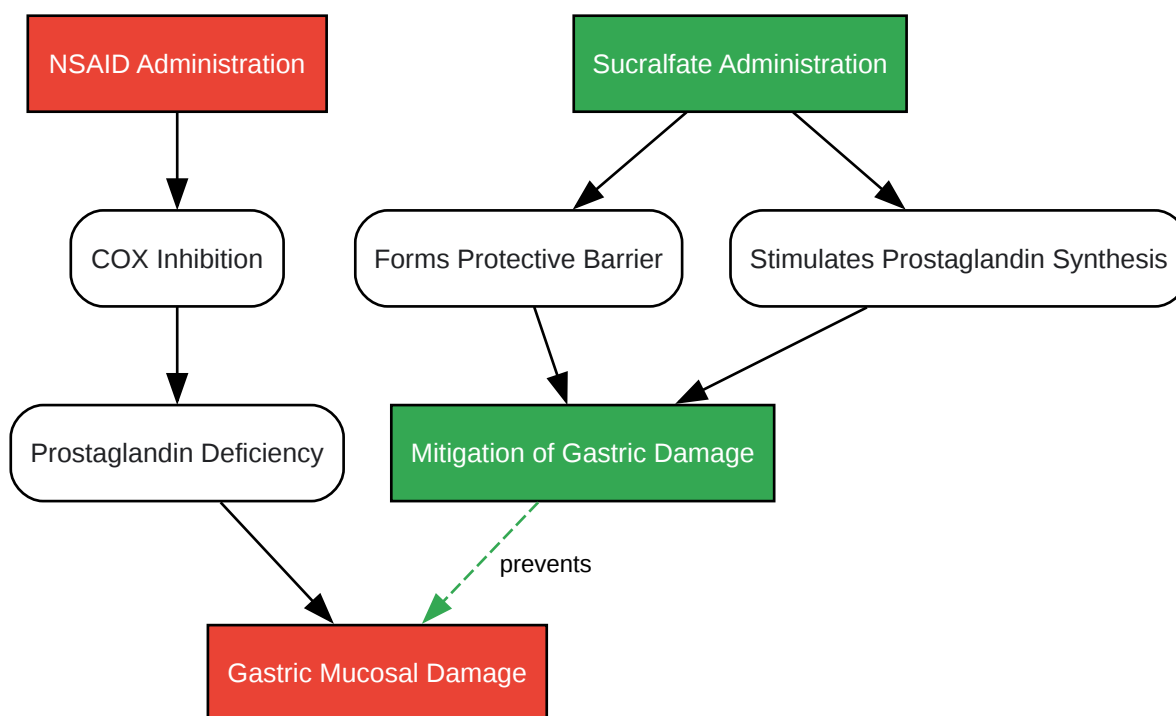 NSAID Administration
Sucralfate Administration
COX Inhibition
Forms Protective Barrier
Stimulates Prostaglandin Synthesis
Prostaglandin Deficiency
Mitigation of Gastric Damage
prevents
Gastric Mucosal Damage